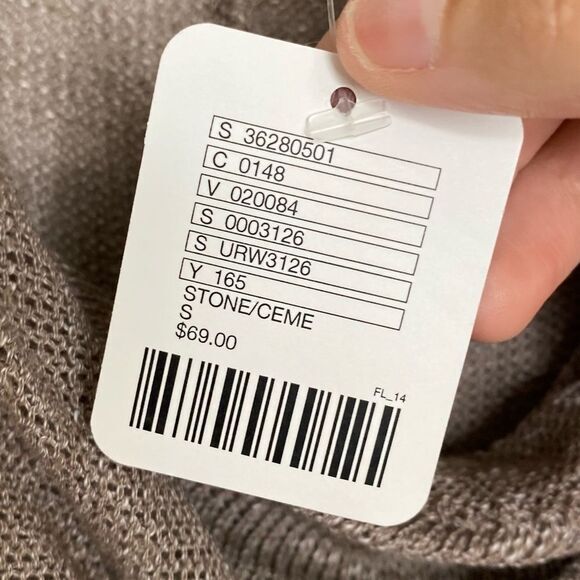 S 36280501
C 0148
V 020084
S 0003126
S URW3126
Y 165
STONE/CEME
S
$69.00
FL_14